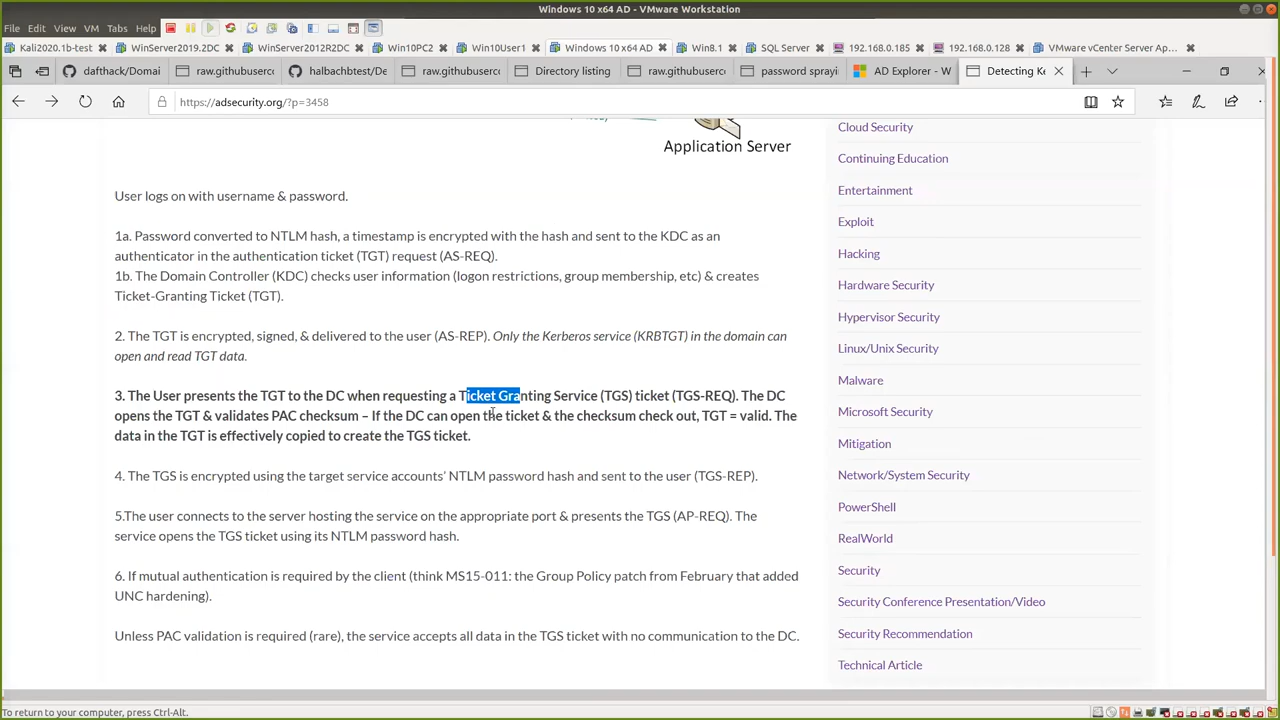 Windows 10 x64 AD - VMware Workstation
File Edit View VM Tabs Help
Kali2020.1b-test WinServer2019.2DC WinServer2012R2DC Win10PC2 Win10User1 Windows 10 x64 AD Win8.1 SQL Server 192.168.0.185 192.168.0.128 VMware vCenter Server Ap...
dafthack/Doma raw.githubuserc halbachbtest/De raw.githubuserc Directory listing raw.githubuserc password sprayi AD Explorer - W Detecting Ke
https://adsecurity.org/?p=3458
Application Server
User logs on with username & password.
1a. Password converted to NTLM hash, a timestamp is encrypted with the hash and sent to the KDC as an
authenticator in the authentication ticket (TGT) request (AS-REQ).
1b. The Domain Controller (KDC) checks user information (logon restrictions, group membership, etc) & creates
Ticket-Granting Ticket (TGT).
2. The TGT is encrypted, signed, & delivered to the user (AS-REP). Only the Kerberos service (KRBTGT) in the domain can
open and read TGT data.
3. The User presents the TGT to the DC when requesting a Ticket Granting Service (TGS) ticket (TGS-REQ). The DC
opens the TGT & validates PAC checksum – If the DC can open the ticket & the checksum check out, TGT = valid. The
data in the TGT is effectively copied to create the TGS ticket.
4. The TGS is encrypted using the target service accounts’ NTLM password hash and sent to the user (TGS-REP).
5.The user connects to the server hosting the service on the appropriate port & presents the TGS (AP-REQ). The
service opens the TGS ticket using its NTLM password hash.
6. If mutual authentication is required by the client (think MS15-011: the Group Policy patch from February that added
UNC hardening).
Unless PAC validation is required (rare), the service accepts all data in the TGS ticket with no communication to the DC.
Cloud Security
Continuing Education
Entertainment
Exploit
Hacking
Hardware Security
Hypervisor Security
Linux/Unix Security
Malware
Microsoft Security
Mitigation
Network/System Security
PowerShell
RealWorld
Security
Security Conference Presentation/Video
Security Recommendation
Technical Article
To return to your computer, press Ctrl-Alt.